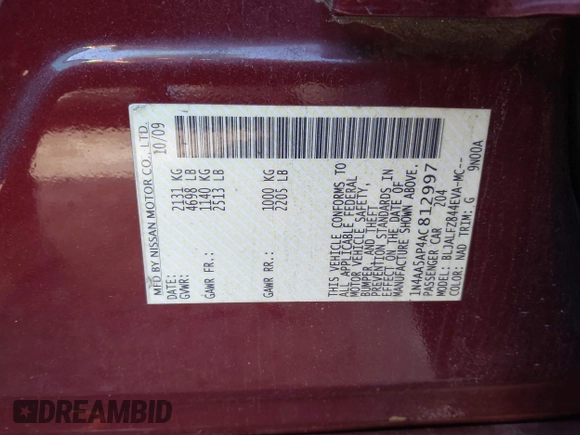 MFD BY NISSAN MOTOR CO., LTD.
DATE: 10/09
GVWR: 2131 KG
4698 LB
GAWR FR.: 1140 KG
2513 LB
GAWR RR.: 1000 KG
2205 LB
THIS VEHICLE CONFORMS TO
ALL APPLICABLE FEDERAL
MOTOR VEHICLE SAFETY,
BUMPER, AND THEFT
PREVENTION STANDARDS IN
EFFECT ON THE DATE OF
MANUFACTURE SHOWN ABOVE.
1N4AA5AP4AC812997
PASSENGER CAR 204
MODEL: BLJALFZ844EVA-MC--
COLOR: NAD TRIM: G 9N00A
DREAMBID